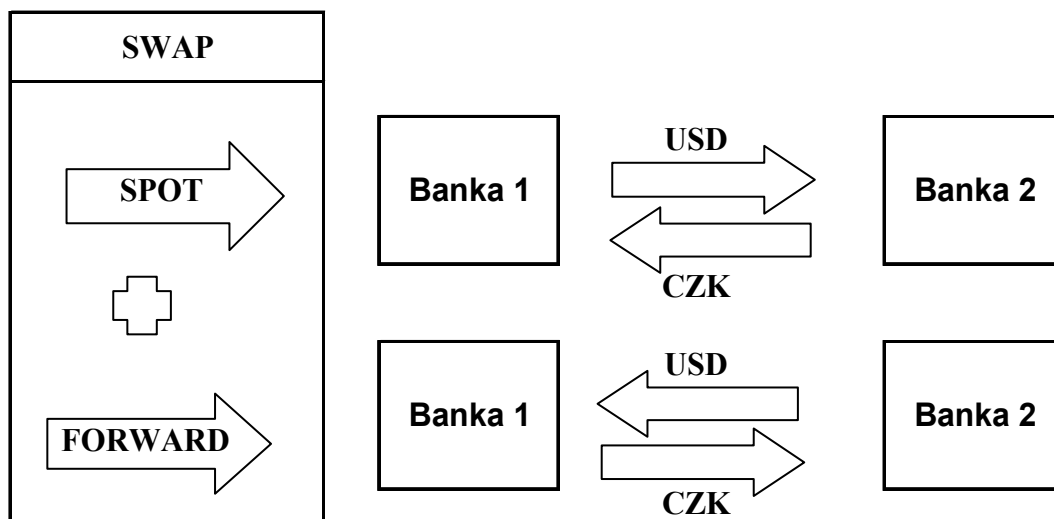 SWAP
SPOT
FORWARD
USD
Banka 1
Banka 2
CZK
USD
Banka 1
Banka 2
CZK